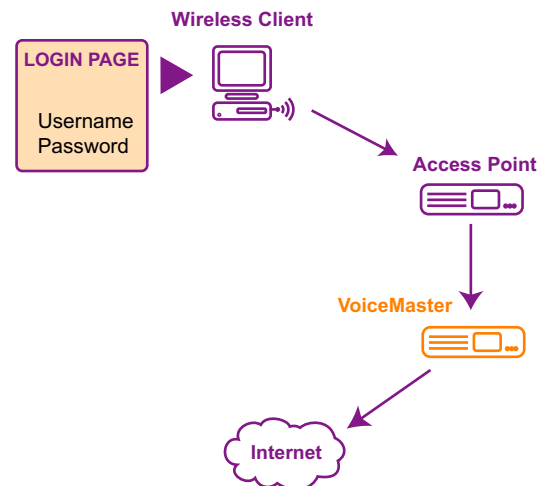 Wireless Client
LOGIN PAGE
Username
Password
Access Point
VoiceMaster
Internet